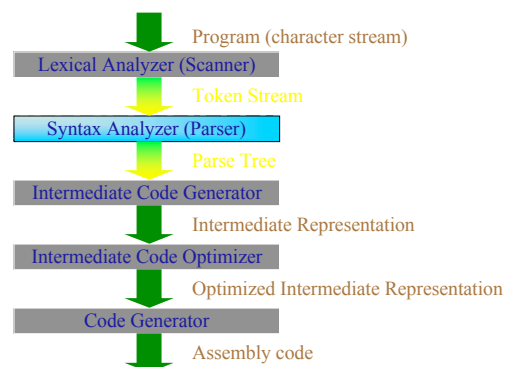 Program (character stream)
Lexical Analyzer (Scanner)
Token Stream
Syntax Analyzer (Parser)
Parse Tree
Intermediate Code Generator
Intermediate Representation
Intermediate Code Optimizer
Optimized Intermediate Representation
Code Generator
Assembly code